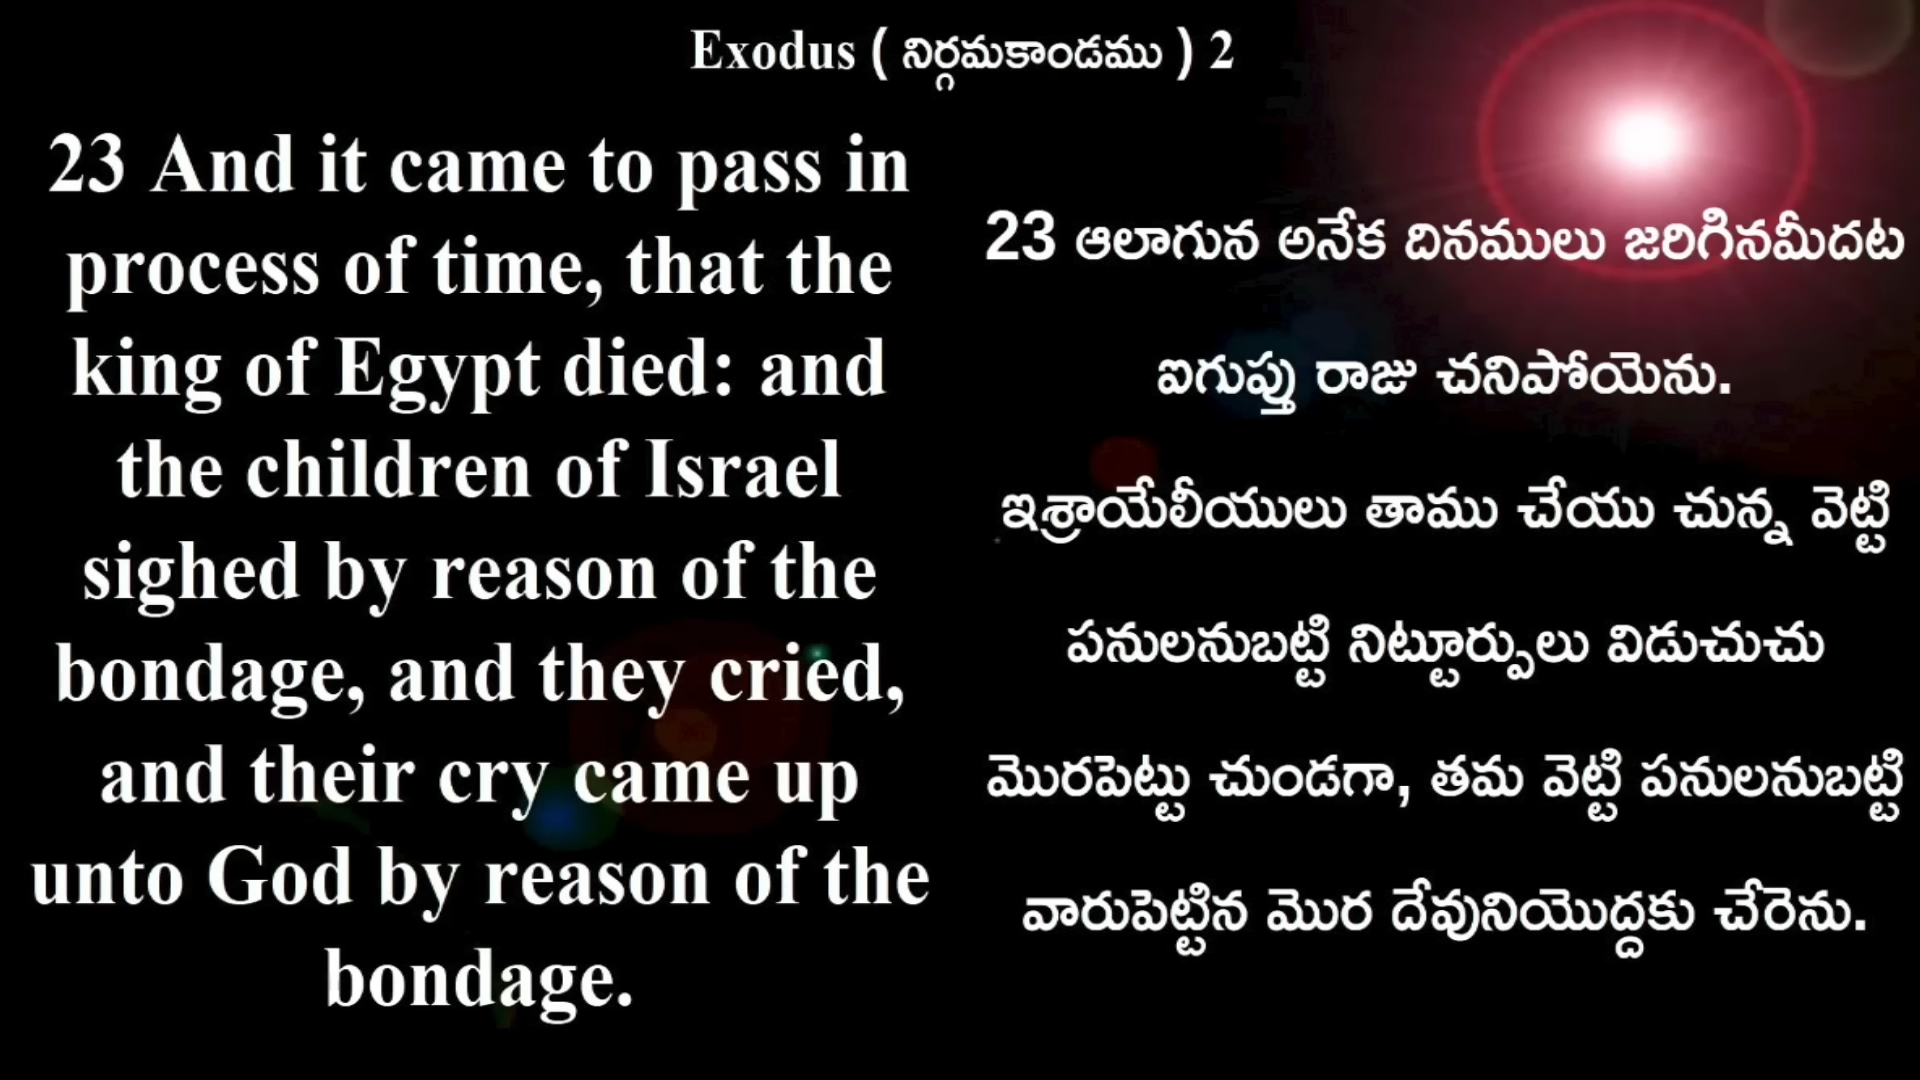 Exodus ( నిర్గమకాండము ) 2
23 And it came to pass in
process of time, that the
king of Egypt died: and
the children of Israel
sighed by reason of the
bondage, and they cried,
and their cry came up
unto God by reason of the
bondage.
23 ఆలాగున అనేక దినములు జరిగినమీదట
ఐగుప్తు రాజు చనిపోయెను.
ఇశ్రాయేలీయులు తాము చేయు చున్న వెట్టి
పనులనుబట్టి నిట్టూర్పులు విడుచుచు
మొరపెట్టు చుండగా, తమ వెట్టి పనులనుబట్టి
వారుపెట్టిన మొర దేవునియొద్దకు చేరెను.